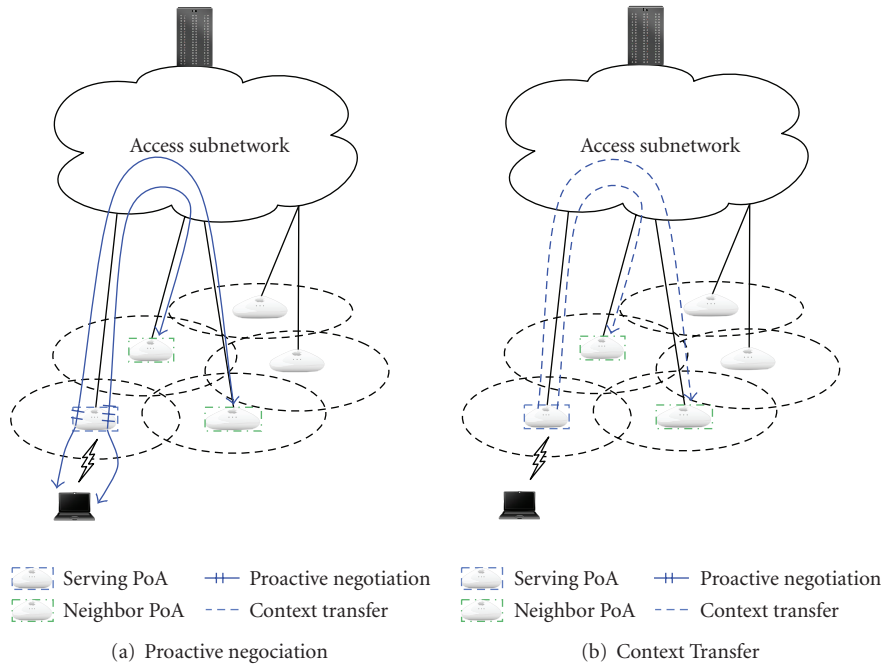 Access subnetwork
Access subnetwork
Serving PoA
Proactive negotiation
Neighbor PoA
Context transfer
(a) Proactive negociation
Serving PoA
Proactive negotiation
Neighbor PoA
Context transfer
(b) Context Transfer